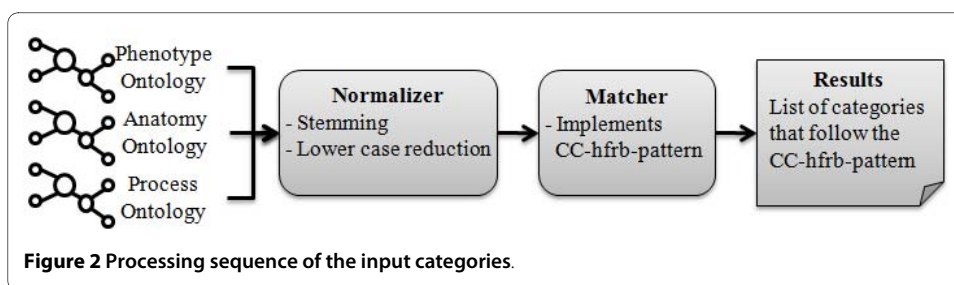 Phenotype
Ontology
Anatomy
Ontology
Process
Ontology
Normalizer
- Stemming
- Lower case reduction
Matcher
- Implements
CC-hfrb-pattern
Results
List of categories
that follow the
CC-hfrb-pattern
Figure 2 Processing sequence of the input categories.